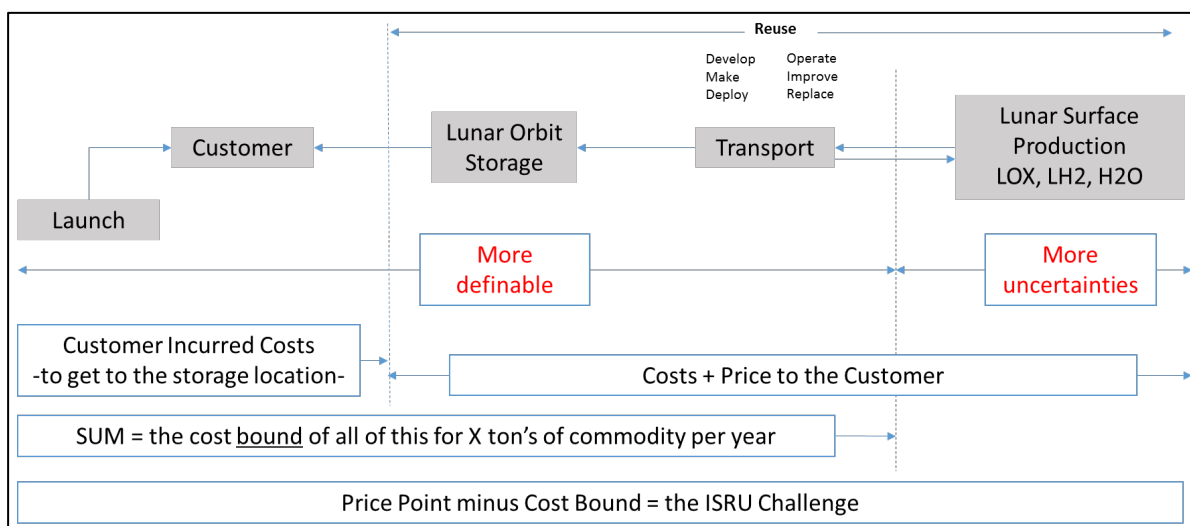 Reuse
Develop
Make
Deploy
Operate
Improve
Replace
Launch
Customer
Lunar Orbit
Storage
Transport
Lunar Surface
Production
LOX, LH2, H2O
More
definable
More
uncertainties
Customer Incurred Costs
-to get to the storage location-
Costs + Price to the Customer
SUM = the cost bound of all of this for X ton's of commodity per year
Price Point minus Cost Bound = the ISRU Challenge